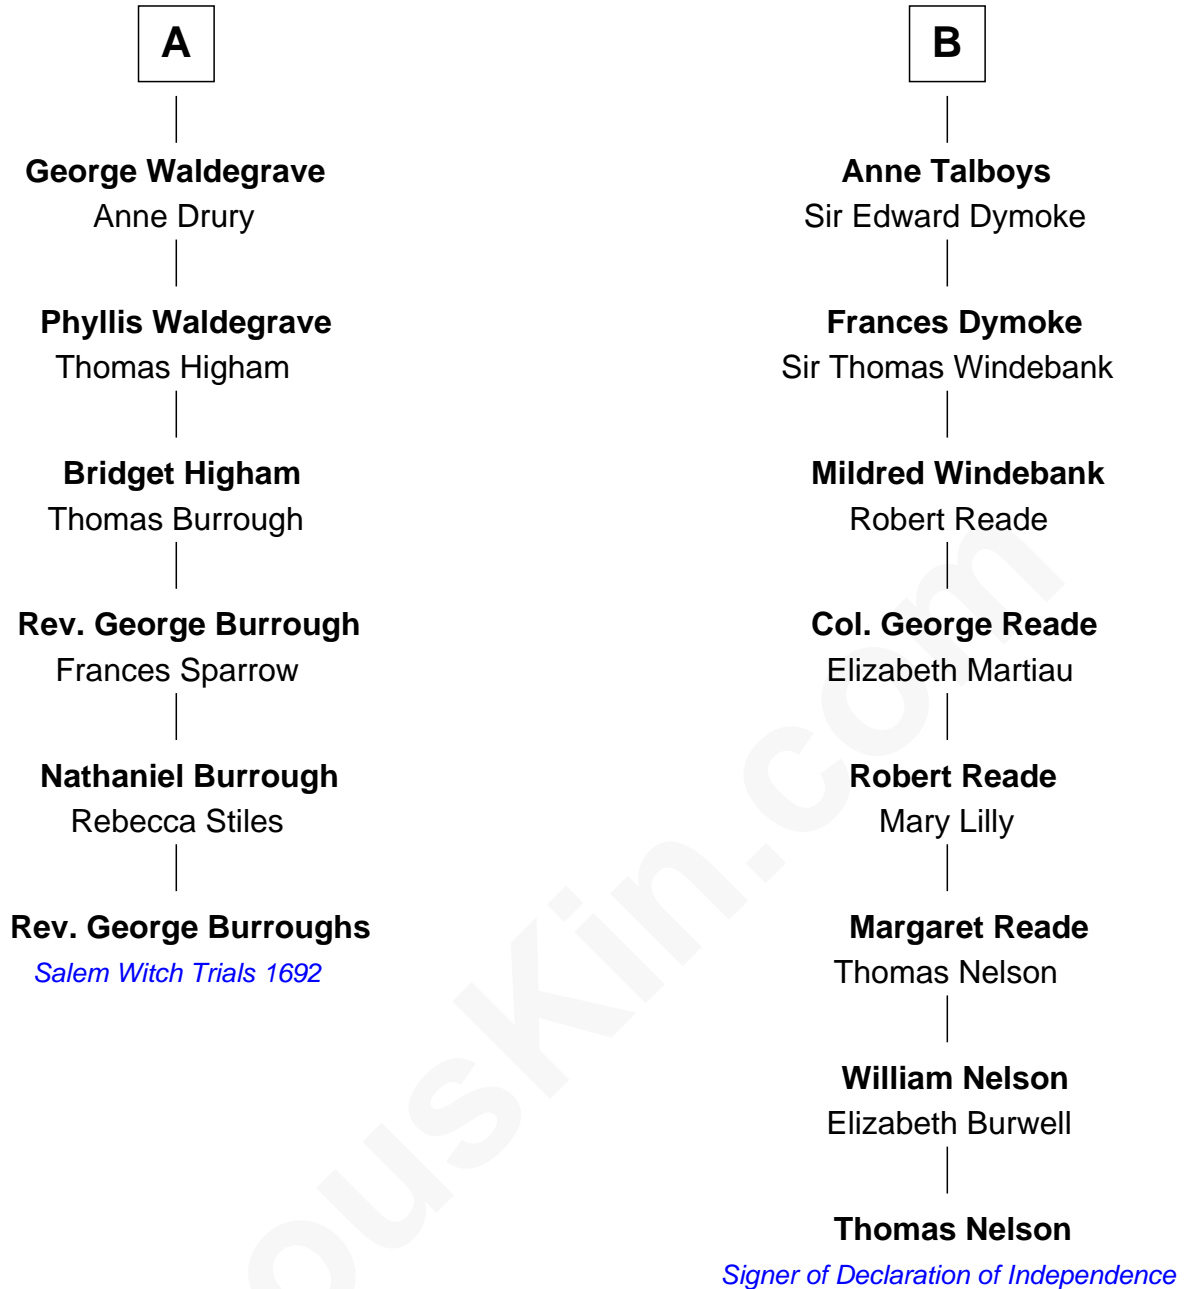 A
George Waldegrave
Anne Drury
Phyllis Waldegrave
Thomas Higham
Bridget Higham
Thomas Burrough
Rev. George Burrough
Frances Sparrow
Nathaniel Burrough
Rebecca Stiles
Rev. George Burroughs
Salem Witch Trials 1692
B
Anne Talboys
Sir Edward Dymoke
Frances Dymoke
Sir Thomas Windebank
Mildred Windebank
Robert Reade
Col. George Reade
Elizabeth Martiau
Robert Reade
Mary Lilly
Margaret Reade
Thomas Nelson
William Nelson
Elizabeth Burwell
Thomas Nelson
Signer of Declaration of Independence
ousKin.com